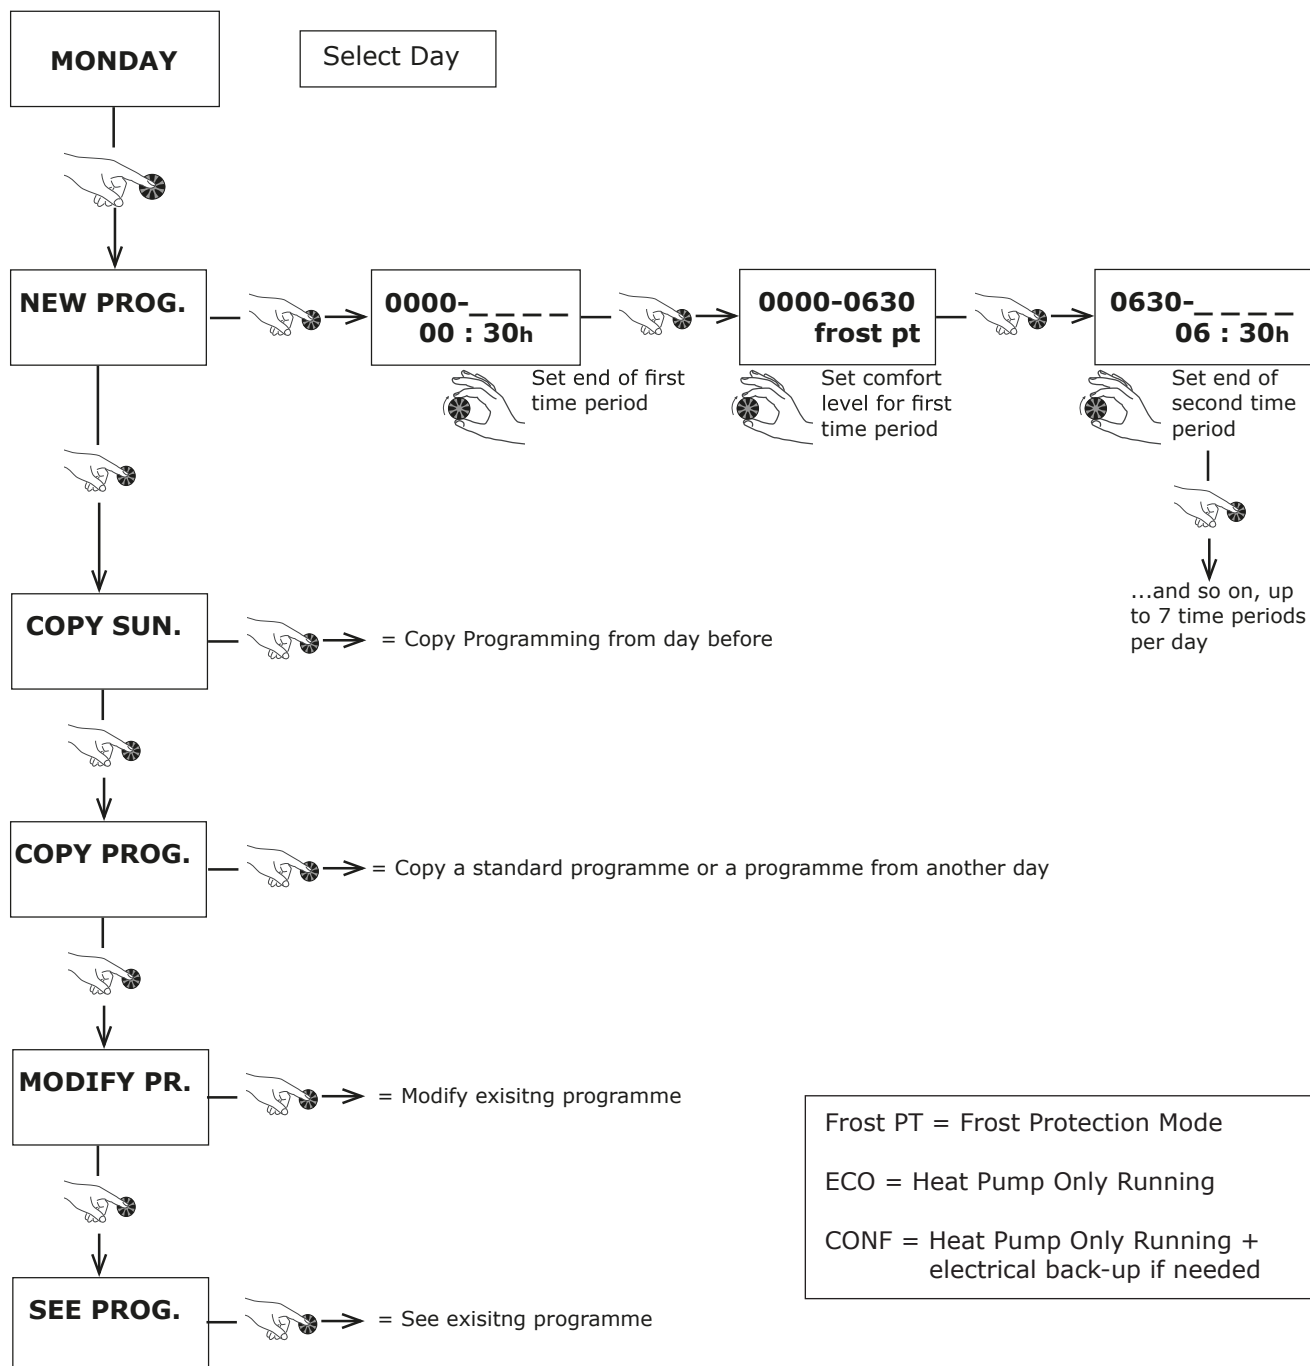 MONDAY
Select Day
NEW PROG.
0000-_ _ _ _
00 : 30h
0000-0630
frost pt
0630-_ _ _ _
06 : 30h
Set end of first
time period
Set comfort
level for first
time period
Set end of
second time
period
...and so on, up
to 7 time periods
per day
COPY SUN.
= Copy Programming from day before
COPY PROG.
= Copy a standard programme or a programme from another day
MODIFY PR.
= Modify exisitng programme
SEE PROG.
= See exisitng programme
Frost PT = Frost Protection Mode
ECO = Heat Pump Only Running
CONF = Heat Pump Only Running +
electrical back-up if needed